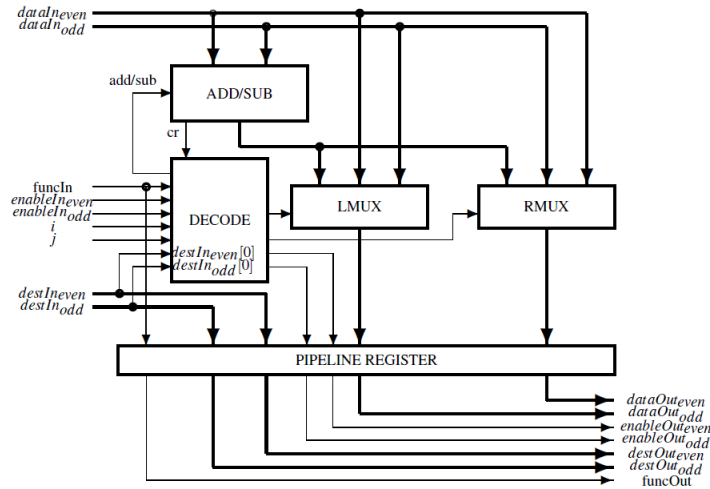 dataIn_even
dataIn_odd
add/sub
ADD/SUB
cr
funcIn
enableIn_even
enableIn_odd
i
j
DECODE
LMUX
RMUX
destIn_even[0]
destIn_odd[0]
destIn_even
destIn_odd
PIPELINE REGISTER
dataOut_even
dataOut_odd
enableOut_even
enableOut_odd
destOut_even
destOut_odd
funcOut